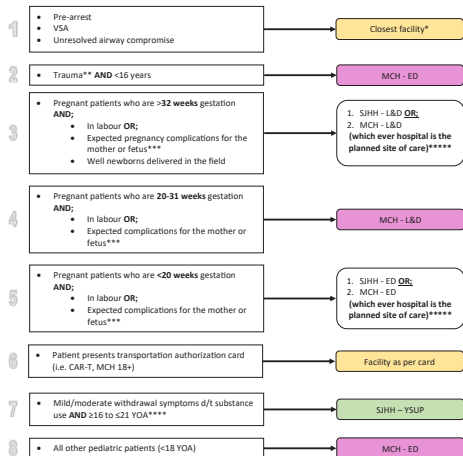 1
• Pre-arrest
• VSA
• Unresolved airway compromise
Closest facility*
2
• Trauma** AND <16 years
MCH - ED
3
• Pregnant patients who are >32 weeks gestation
AND;
• In labour OR;
• Expected pregnancy complications for the
mother or fetus***
• Well newborns delivered in the field
1. SJHH - L&D OR;
2. MCH - L&D
(which ever hospital is the
planned site of care)*****
4
• Pregnant patients who are 20-31 weeks gestation
AND;
• In labour OR;
• Expected complications for the mother or
fetus***
MCH - L&D
5
• Pregnant patients who are <20 weeks gestation
AND;
• In labour OR;
• Expected complications for the mother or
fetus***
1. SJHH - ED OR;
2. MCH - ED
(which ever hospital is the
planned site of care)*****
6
• Patient presents transportation authorization card
(i.e. CAR-T, MCH 18+)
Facility as per card
7
• Mild/moderate withdrawal symptoms d/t substance
use AND ≥16 to ≤21 YOA****
SJHH – YSUP
8
• All other pediatric patients (<18 YOA)
MCH - ED